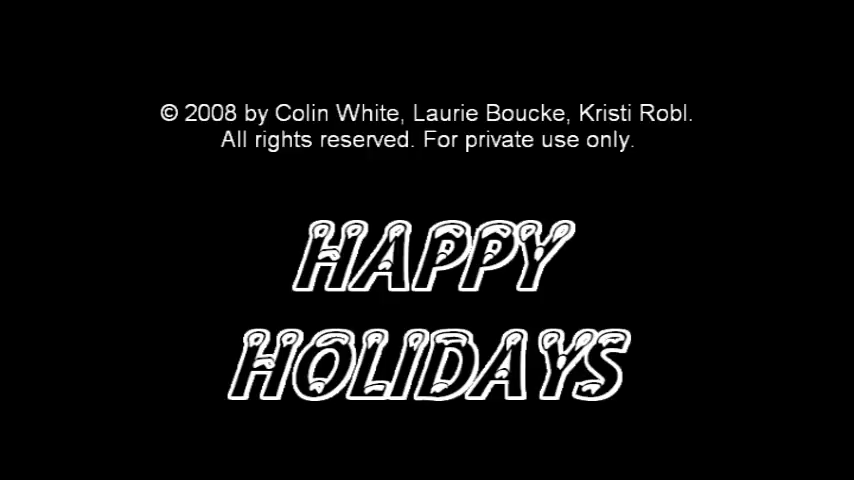 © 2008 by Colin White, Laurie Boucke, Kristi Robl.
All rights reserved. For private use only.
HAPPY
HOLIDAYS